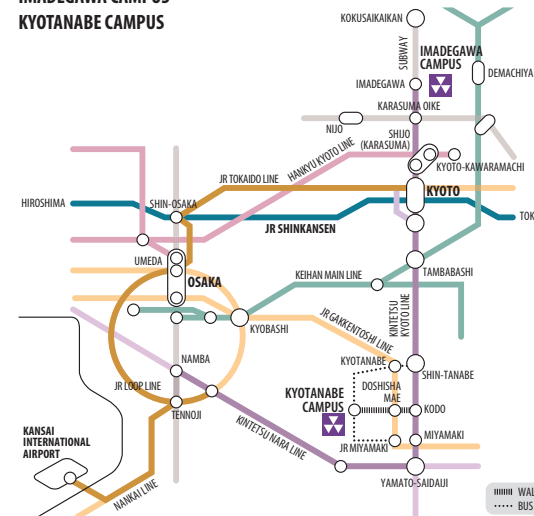 IMADEGAWA CAMPUS
KYOTANABE CAMPUS
KOKUSAIKAIKAN
SUBWAY
IMADEGAWA
CAMPUS
DEMACHIYA
IMADEGAWA
KARASUMA OIKE
NIJO
SHIJO
(KARASUMA)
HANKYU KYOTO LINE
KYOTO-KAWARAMACHI
JR TOKAIDO LINE
KYOTO
HIROSHIMA
SHIN-OSAKA
TOK
JR SHINKANSEN
UMEDA
OSAKA
KEIHAN MAIN LINE
TAMBABASHI
KINTETSU
KYOTO LINE
JR GAKKENTOSHI LINE
KYOBASHI
KYOTANABE
NAMBA
SHIN-TANABE
JR LOOP LINE
DOSHISHA
MAE
KYOTANABE
CAMPUS
KODO
TENNOJI
KINTETSU NARA LINE
MIYAMAKI
JR MIYAMAKI
KANSAI
INTERNATIONAL
AIRPORT
NANKAI LINE
YAMATO-SAIDAIJI
WAL
BUS